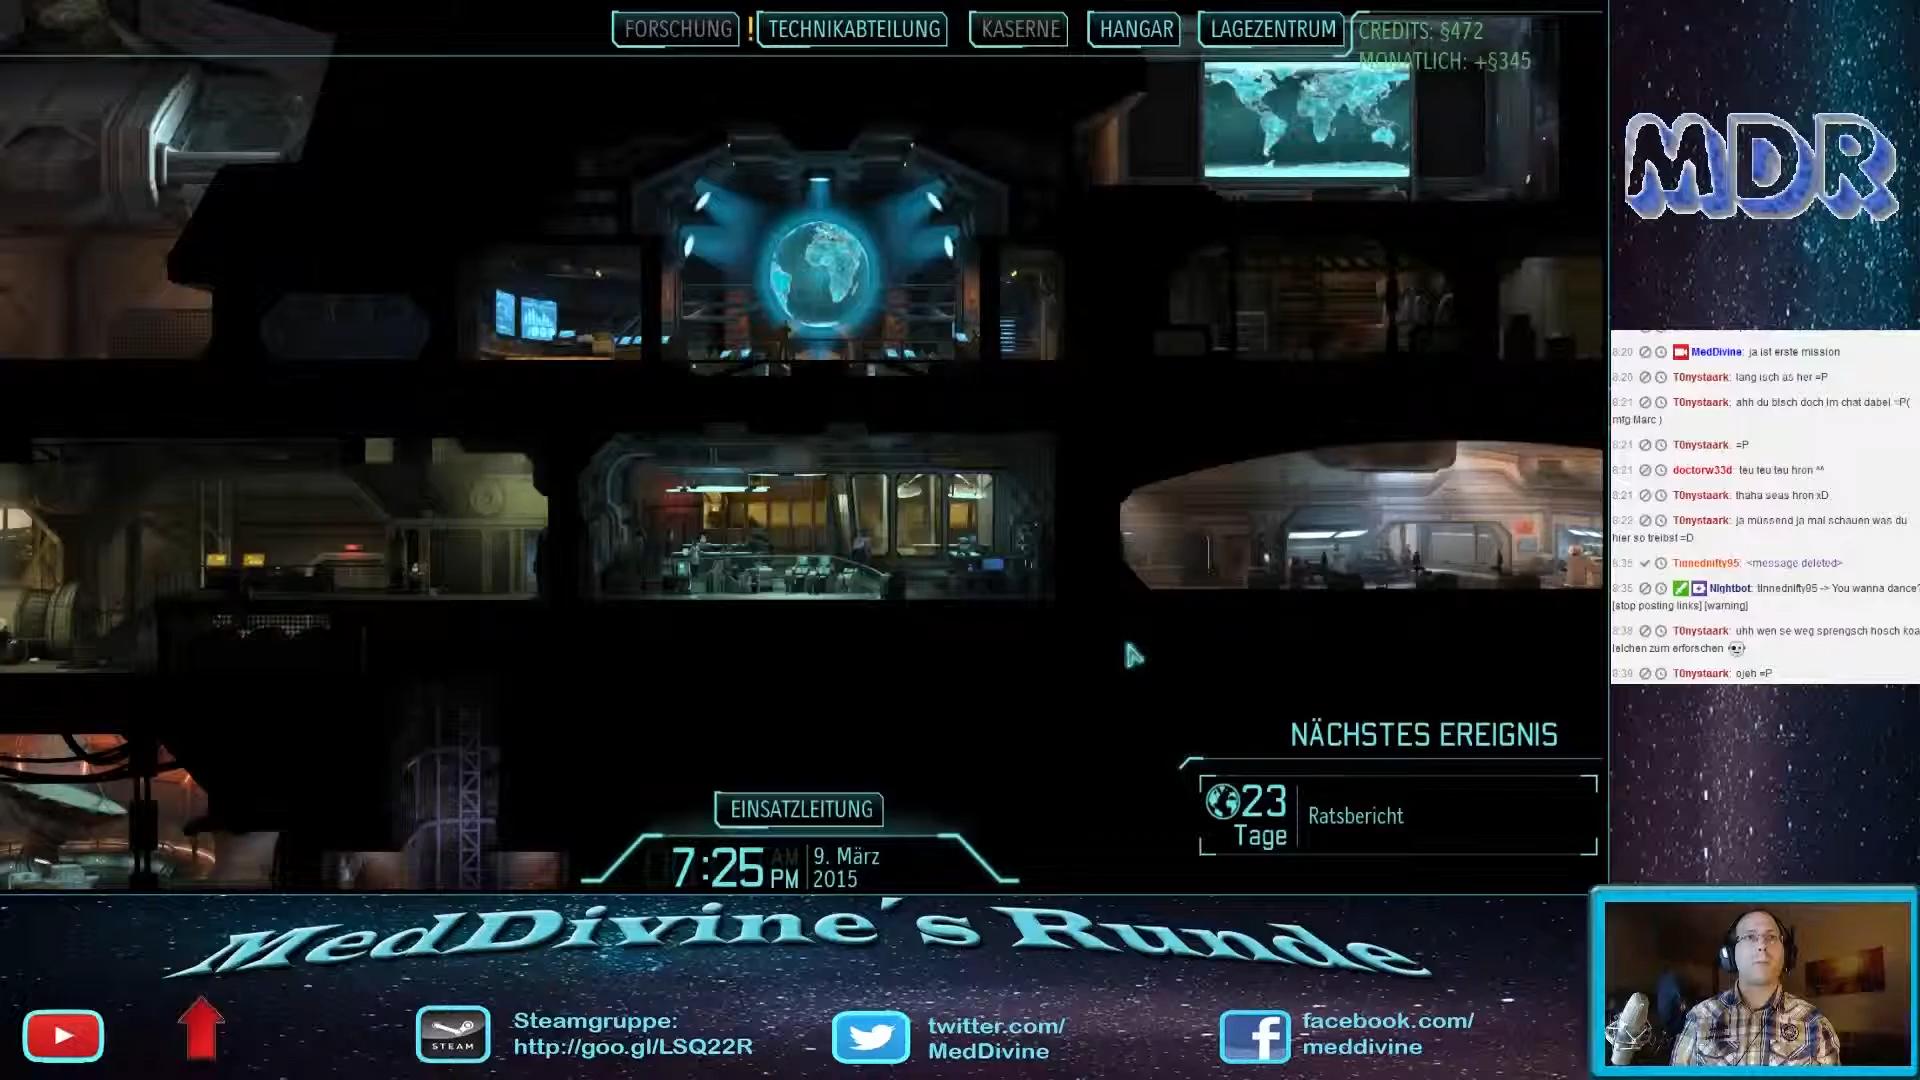 FORSCHUNG
!
TECHNIKABTEILUNG
KASERNE
HANGAR
LAGEZENTRUM
CREDITS: §472
MONATLICH: +§345
MDR
8:20 MedDivine: ja ist erste mission
8:20 T0nystaark: lang isch as her =P
8:21 T0nystaark: ahh du bisch doch im chat dabei =P(
mfg Marc )
8:21 T0nystaark: =P
8:21 doctorw33d: teu teu teu hron ^^
8:21 T0nystaark: thaha seas hron xD
8:22 T0nystaark: ja müssend ja mal schauen was du
hier so treibst =D
8:35 Tinnednifty95: <message deleted>
8:35 Nightbot: tinnednifty95 -> You wanna dance?
[stop posting links] [warning]
8:38 T0nystaark: uhh wen se weg sprengsch hosch koa
leichen zum erforschen
8:39 T0nystaark: ojeh =P
NÄCHSTES EREIGNIS
23
Tage
Ratsbericht
EINSATZLEITUNG
7:25 AM
PM
9. März
2015
MedDivine´s Runde
STEAM
Steamgruppe:
http://goo.gl/LSQ22R
twitter.com/
MedDivine
facebook.com/
meddivine